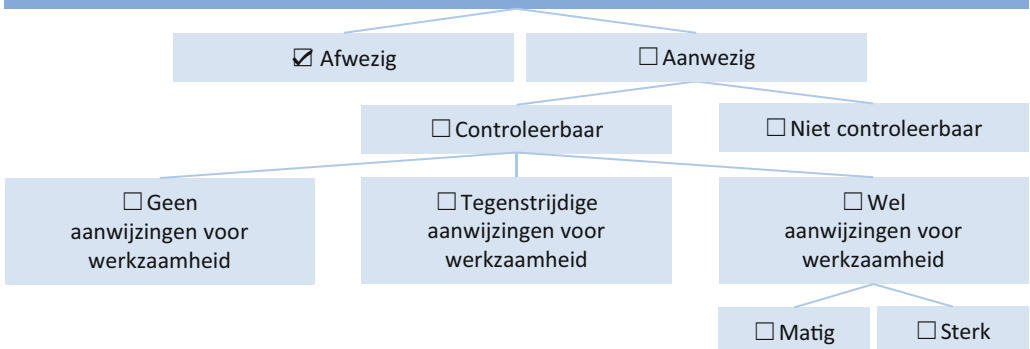 ☑ Afwezig
☐ Aanwezig
☐ Controleerbaar
☐ Niet controleerbaar
☐ Geen
aanwijzingen voor
werkzaamheid
☐ Tegenstrijdige
aanwijzingen voor
werkzaamheid
☐ Wel
aanwijzingen voor
werkzaamheid
☐ Matig
☐ Sterk